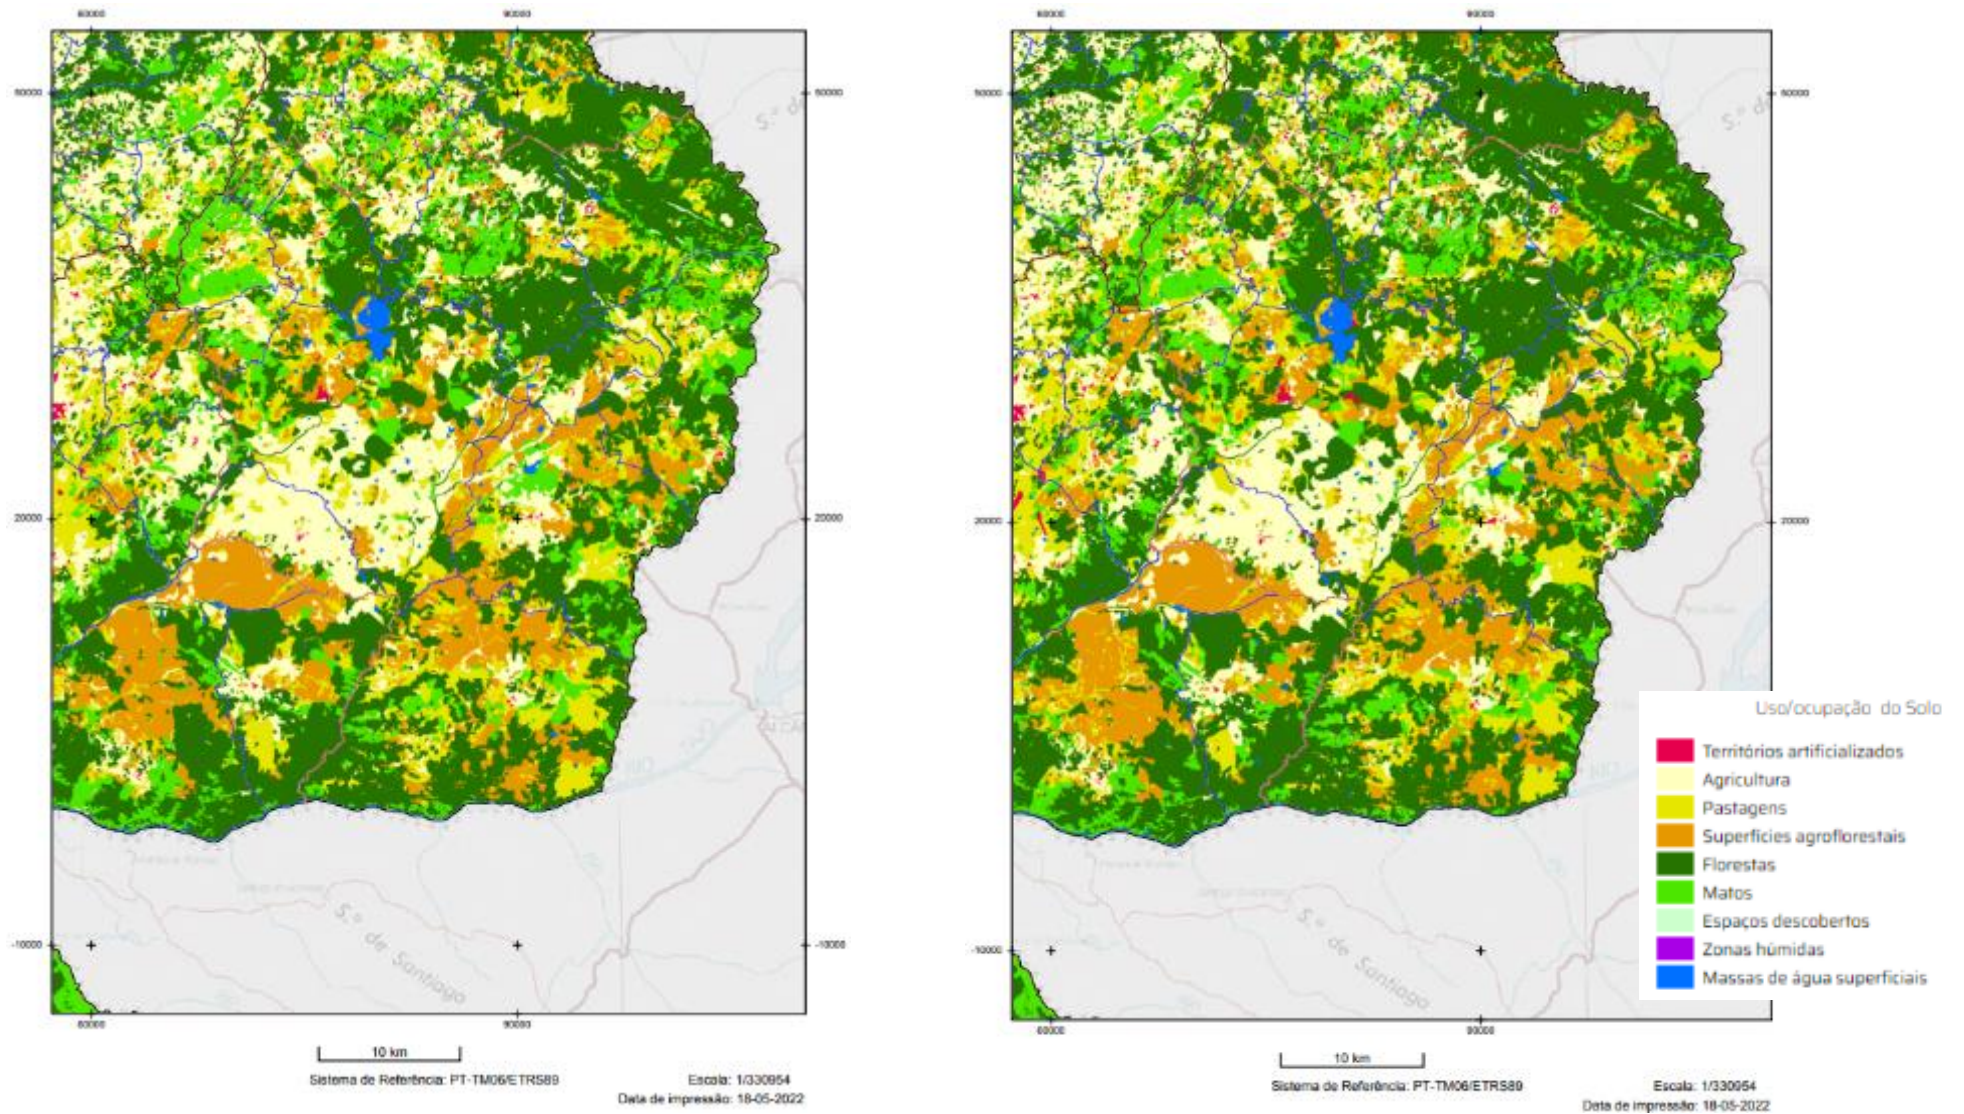 60000 90000
50000 50000
S.ª de
20000 20000
-10000 -10000
S.ª de Santiago
60000 90000
10 km
Sistema de Referência: PT-TM06/ETRS89
Escala: 1/330954
Data de impressão: 18-05-2022
60000 90000
50000 50000
S.ª de
20000 20000
-10000
S.ª de Santiago
60000 90000
10 km
Sistema de Referência: PT-TM06/ETRS89
Escala: 1/330954
Data de impressão: 18-05-2022
Uso/ocupação do Solo
Territórios artificializados
Agricultura
Pastagens
Superfícies agroflorestais
Florestas
Matos
Espaços descobertos
Zonas húmidas
Massas de água superficiais